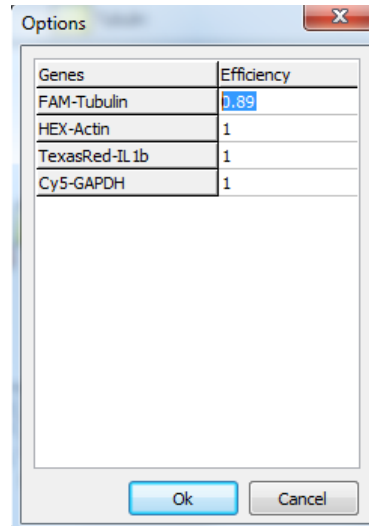 Options
Genes Efficiency
FAM-Tubulin 0.89
HEX-Actin 1
TexasRed-IL1b 1
Cy5-GAPDH 1
Ok Cancel